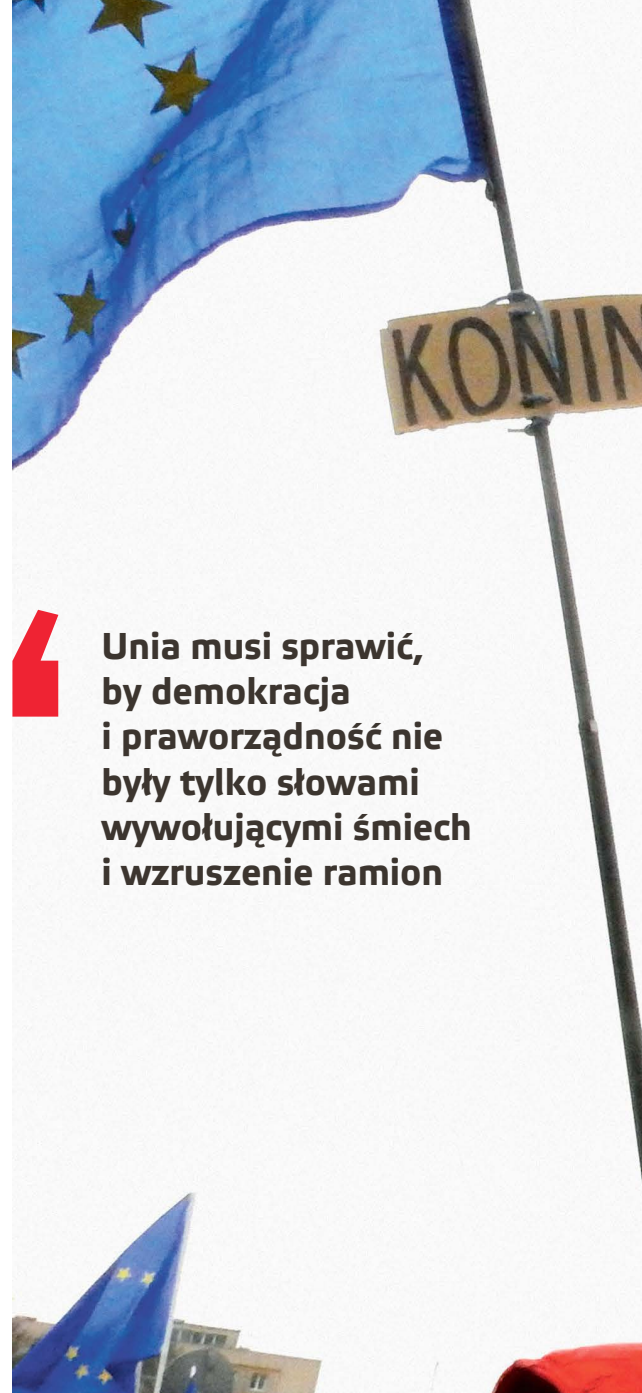 KONIN
Unia musi sprawić,
by demokracja
i praworządność nie
były tylko słowami
wywołującymi śmiech
i wzruszenie ramion